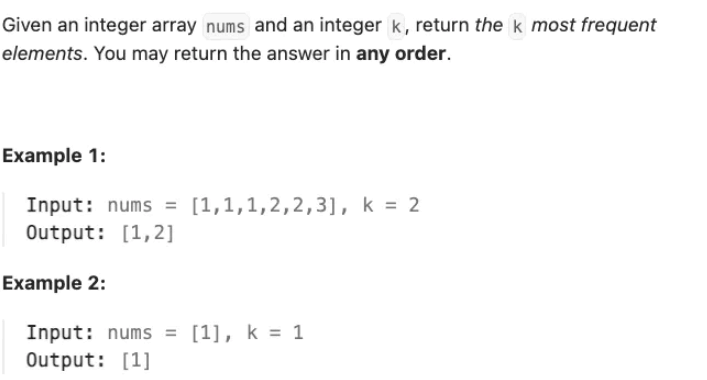 Given an integer array nums and an integer k, return the k most frequent
elements. You may return the answer in any order.
Example 1:
Input: nums = [1,1,1,2,2,3], k = 2
Output: [1,2]
Example 2:
Input: nums = [1], k = 1
Output: [1]